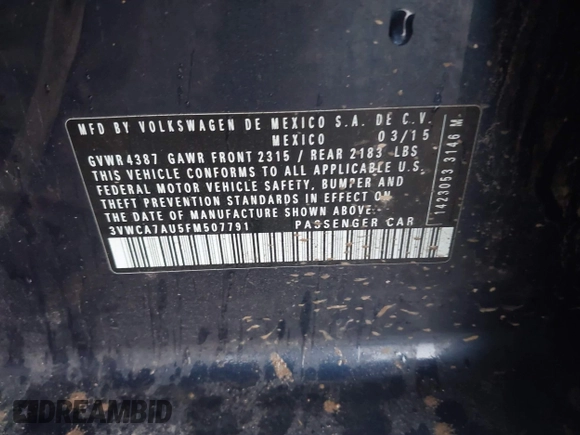 MFD BY VOLKSWAGEN DE MEXICO S.A. DE C.V.
MEXICO 03/15
GVWR 4387 GAWR FRONT 2315 / REAR 2183 LBS
THIS VEHICLE CONFORMS TO ALL APPLICABLE U.S.
FEDERAL MOTOR VEHICLE SAFETY, BUMPER AND
THEFT PREVENTION STANDARDS IN EFFECT ON
THE DATE OF MANUFACTURE SHOWN ABOVE.
3VWCA7AU5FM507791 PASSENGER CAR
1423053 3146 M
DREAMBID